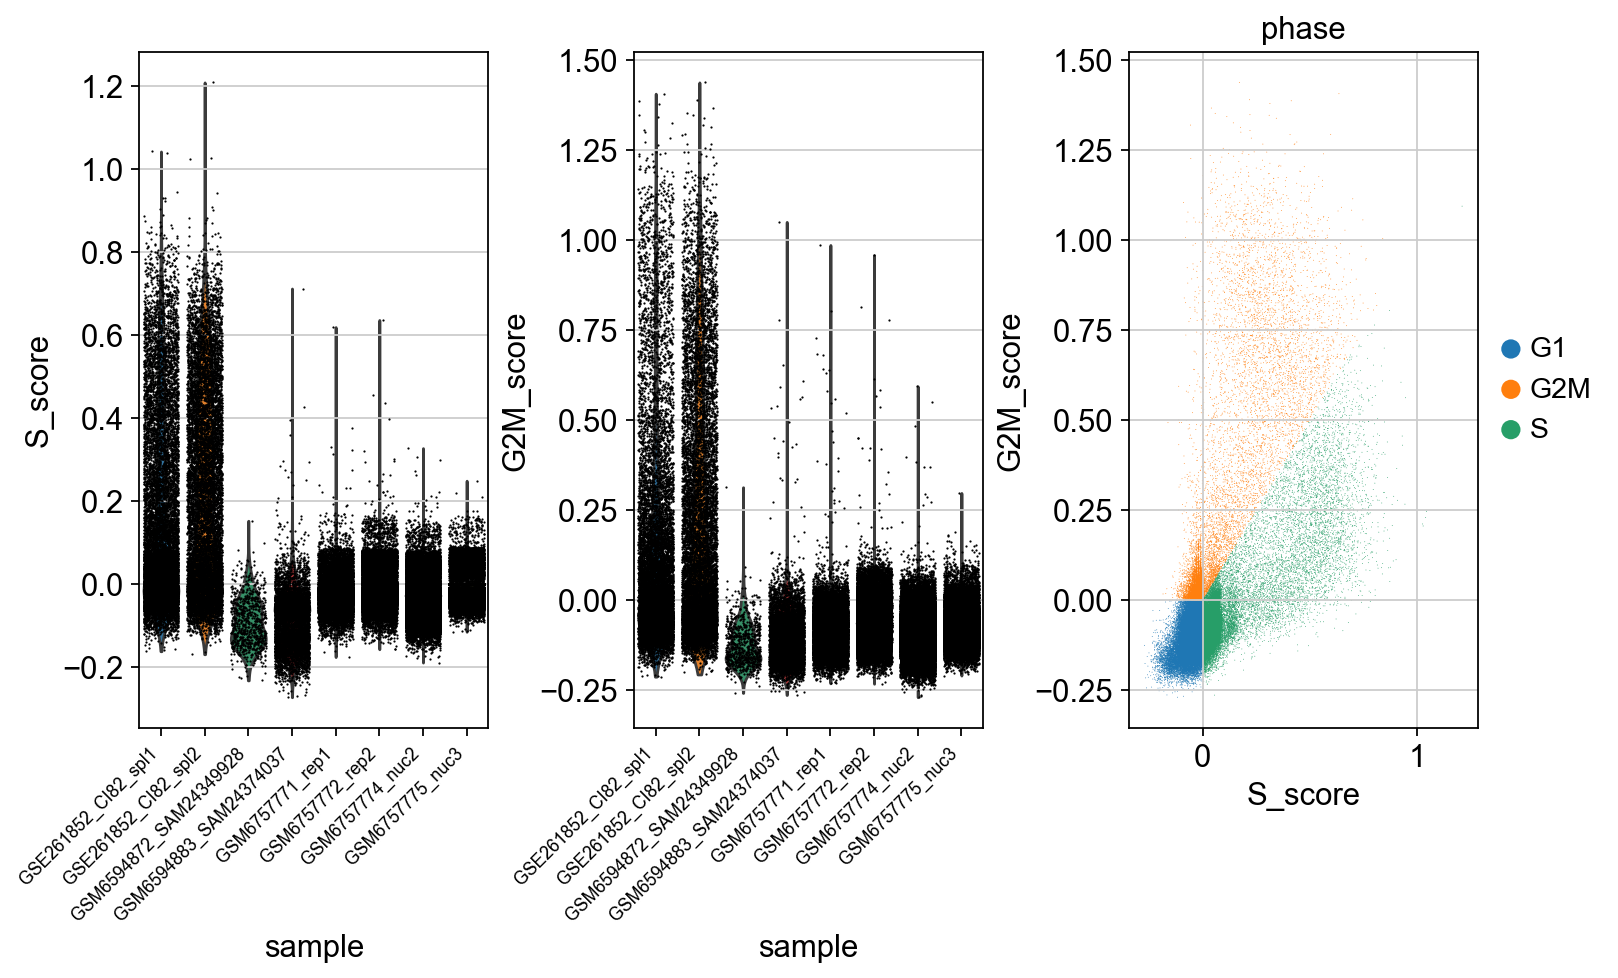 phase
1.2
1.0
0.8
0.6
0.4
0.2
0.0
−0.2
S_score
GSE261852_CI82_spl1
GSE261852_CI82_spl2
GSM6594872_SAM24349928
GSM6594883_SAM24374037
GSM6757771_rep1
GSM6757772_rep2
GSM6757774_nuc2
GSM6757775_nuc3
sample
1.50
1.25
1.00
0.75
0.50
0.25
0.00
−0.25
G2M_score
GSE261852_CI82_spl1
GSE261852_CI82_spl2
GSM6594872_SAM24349928
GSM6594883_SAM24374037
GSM6757771_rep1
GSM6757772_rep2
GSM6757774_nuc2
GSM6757775_nuc3
sample
1.50
1.25
1.00
0.75
0.50
0.25
0.00
−0.25
G2M_score
0 1
S_score
G1
G2M
S